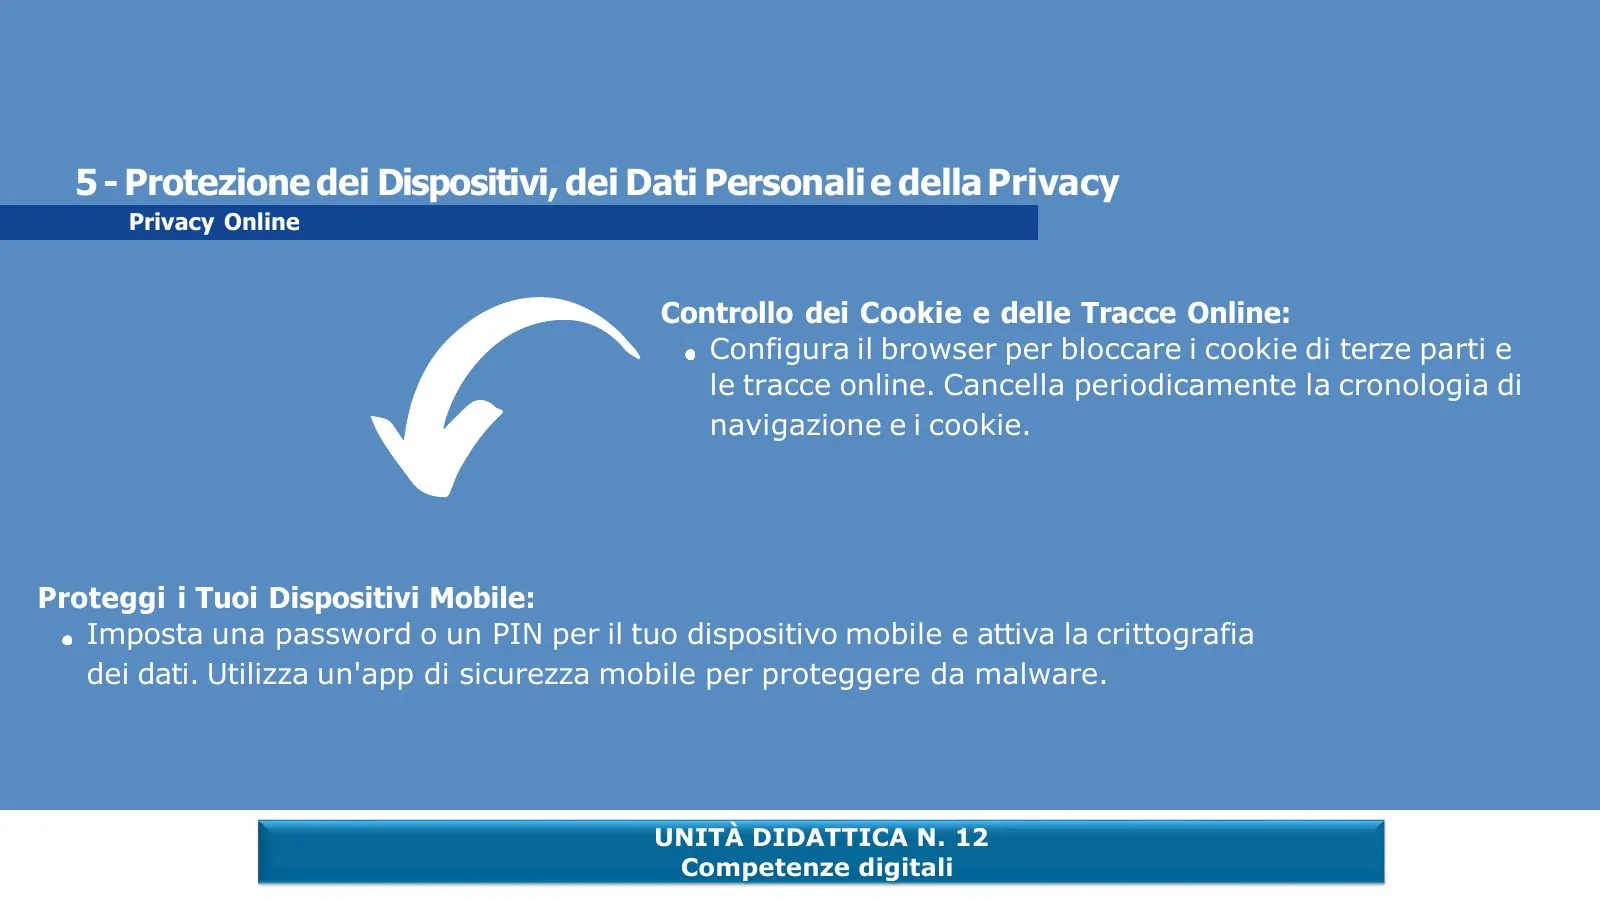 5 - Protezione dei Dispositivi, dei Dati Personali e della Privacy
Privacy Online
Controllo dei Cookie e delle Tracce Online:
• Configura il browser per bloccare i cookie di terze parti e
le tracce online. Cancella periodicamente la cronologia di
navigazione e i cookie.
Proteggi i Tuoi Dispositivi Mobile:
• Imposta una password o un PIN per il tuo dispositivo mobile e attiva la crittografia
dei dati. Utilizza un'app di sicurezza mobile per proteggere da malware.
UNITÀ DIDATTICA N. 12
Competenze digitali